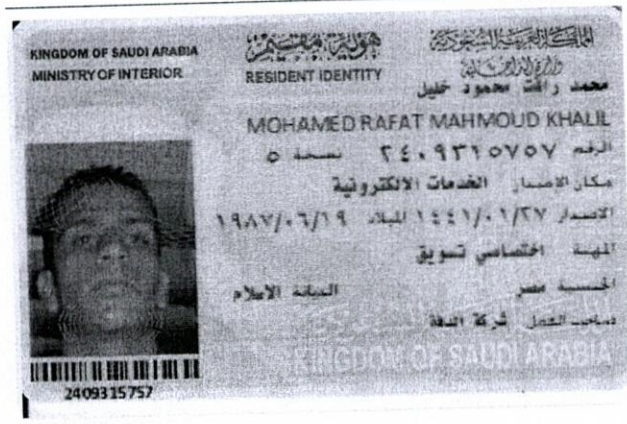 KINGDOM OF SAUDI ARABIA
MINISTRY OF INTERIOR
هوية مقيم
RESIDENT IDENTITY
المملكة العربية السعودية
وزارة الداخلية
محمد رافت محمود خليل
MOHAMED RAFAT MAHMOUD KHALIL
الرقم ٢٤٠٩٣١٥٧٥٧ نسخة ٥
مكان الاصدار الخدمات الالكترونية
الاصدار ١٤٤١/٠١/٢٧ الميلاد ١٩٨٧/٠٦/١٩
المهنة اختصاصي تسويق
الجنسية مصر الديانة الاسلام
صاحب العمل شركة الدقة
KINGDOM OF SAUDI ARABIA
2409315757